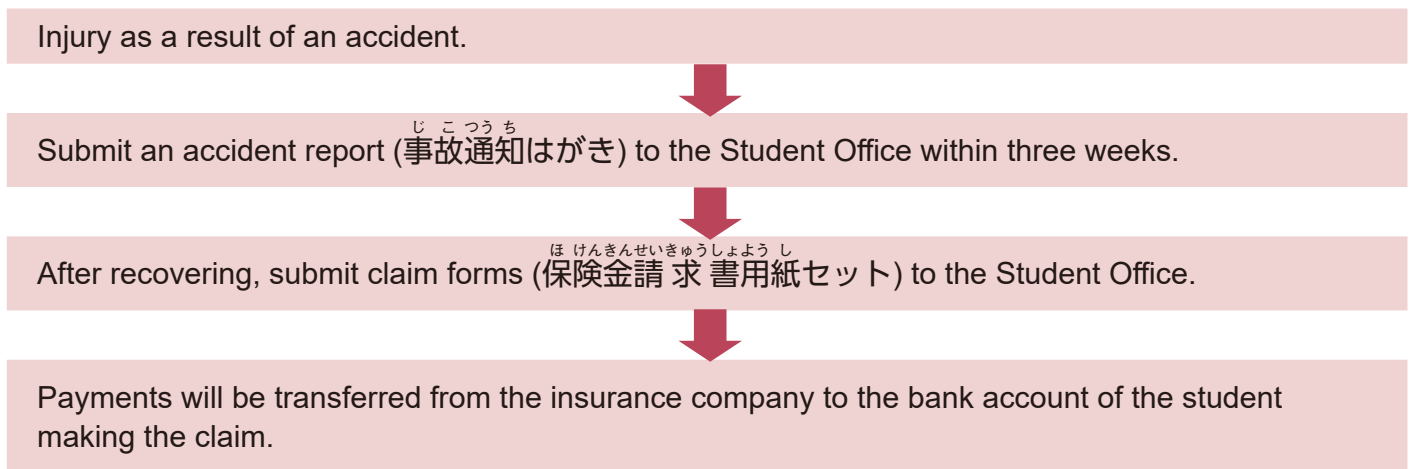 Injury as a result of an accident.
じ こ つう ち
Submit an accident report (事故通知はがき) to the Student Office within three weeks.
ほ けんきんせいきゅうしょよう し
After recovering, submit claim forms (保険金請求書用紙セット) to the Student Office.
Payments will be transferred from the insurance company to the bank account of the student
making the claim.